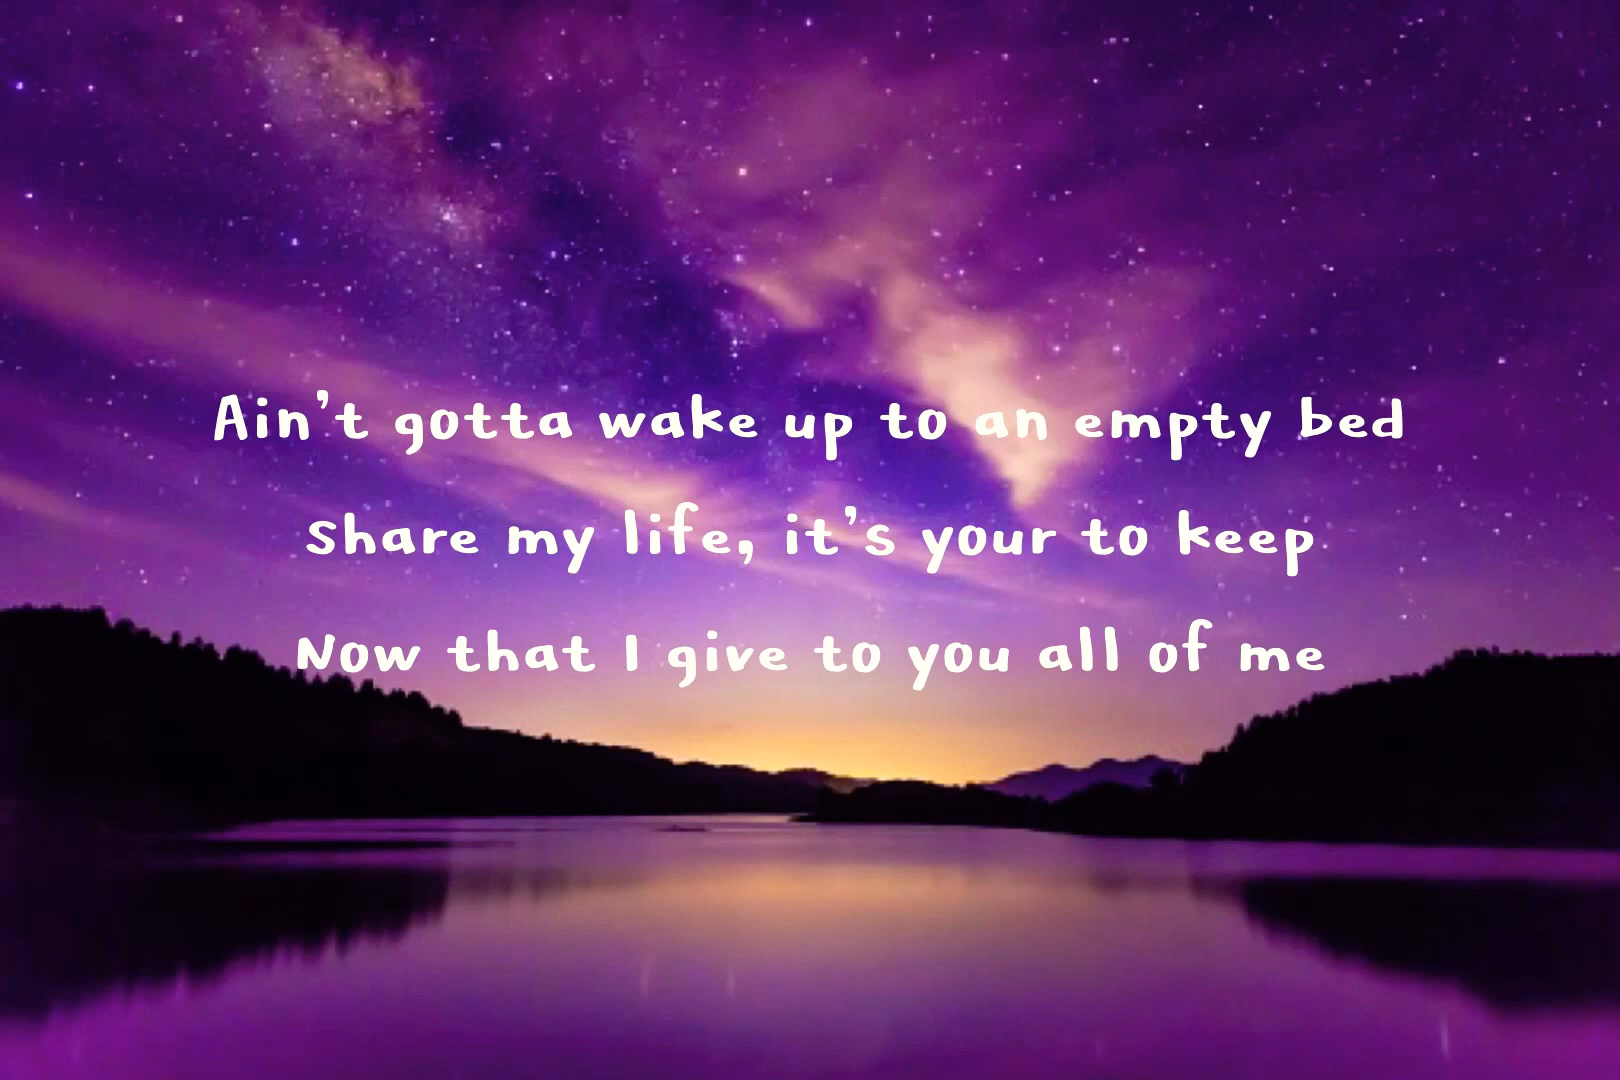 Ain't gotta wake up to an empty bed
Share my life, it's your to keep
Now that I give to you all of me